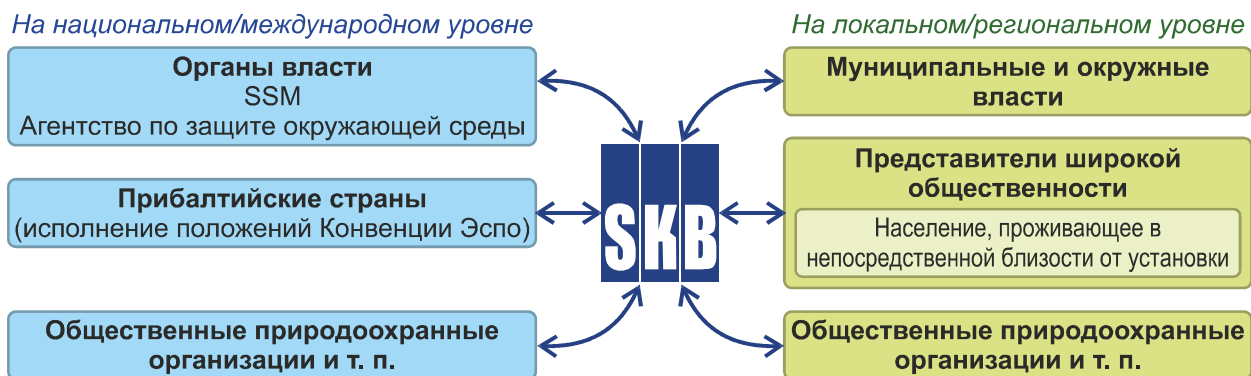 На национальном/международном уровне
Органы власти
SSM
Агентство по защите окружающей среды
Прибалтийские страны
(исполнение положений Конвенции Эспо)
Общественные природоохранные
организации и т. п.
SKB
На локальном/региональном уровне
Муниципальные и окружные
власти
Представители широкой
общественности
Население, проживающее в
непосредственной близости от установки
Общественные природоохранные
организации и т. п.